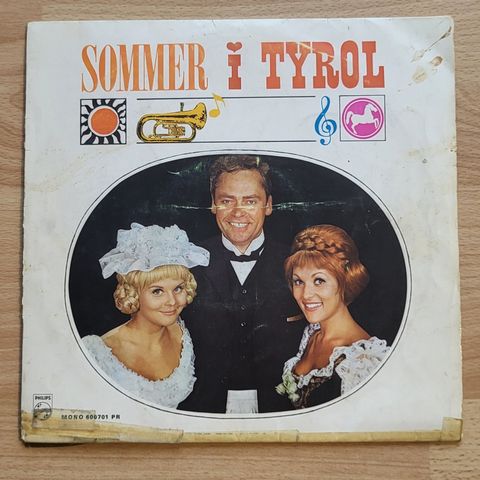 SOMMER i TYROL
PHILIPS
MONO 600701 PR